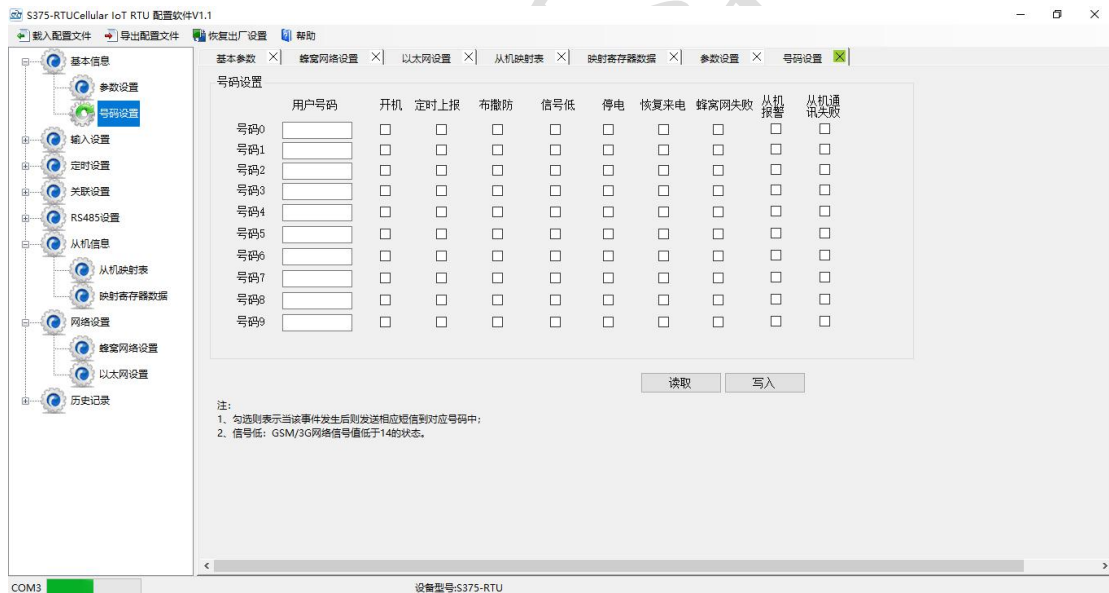 S375-RTUCellular IoT RTU 配置软件V1.1
载入配置文件 导出配置文件 恢复出厂设置 帮助
基本信息
参数设置
号码设置
输入设置
定时设置
关联设置
RS485设置
从机信息
从机映射表
映射寄存器数据
网络设置
蜂窝网络设置
以太网设置
历史记录
基本参数 蜂窝网络设置 以太网设置 从机映射表 映射寄存器数据 参数设置 号码设置
号码设置
用户号码 开机 定时上报 布撤防 信号低 停电 恢复来电 蜂窝网失败 从机报警 从机通讯失败
号码0
号码1
号码2
号码3
号码4
号码5
号码6
号码7
号码8
号码9
读取 写入
注:
1、勾选则表示当该事件发生后则发送相应短信到对应号码中;
2、信号低: GSM/3G网络信号值低于14的状态。
COM3 设备型号:S375-RTU